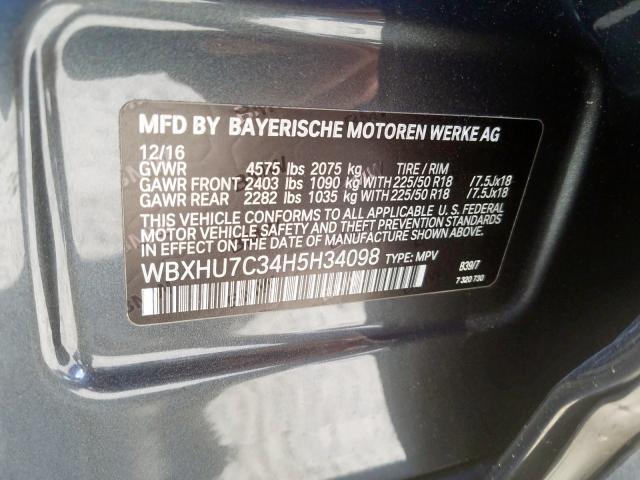 MFD BY BAYERISCHE MOTOREN WERKE AG
12/16
GVWR 4575 lbs 2075 kg TIRE / RIM
GAWR FRONT 2403 lbs 1090 kg WITH 225/50 R18 /7.5Jx18
GAWR REAR 2282 lbs 1035 kg WITH 225/50 R18 /7.5Jx18
THIS VEHICLE CONFORMS TO ALL APPLICABLE U.S. FEDERAL
MOTOR VEHICLE SAFETY AND THEFT PREVENTION
STANDARDS IN EFFECT ON THE DATE OF MANUFACTURE SHOWN ABOVE.
WBXHU7C34H5H34098 TYPE: MPV
B39/7
7 320 730